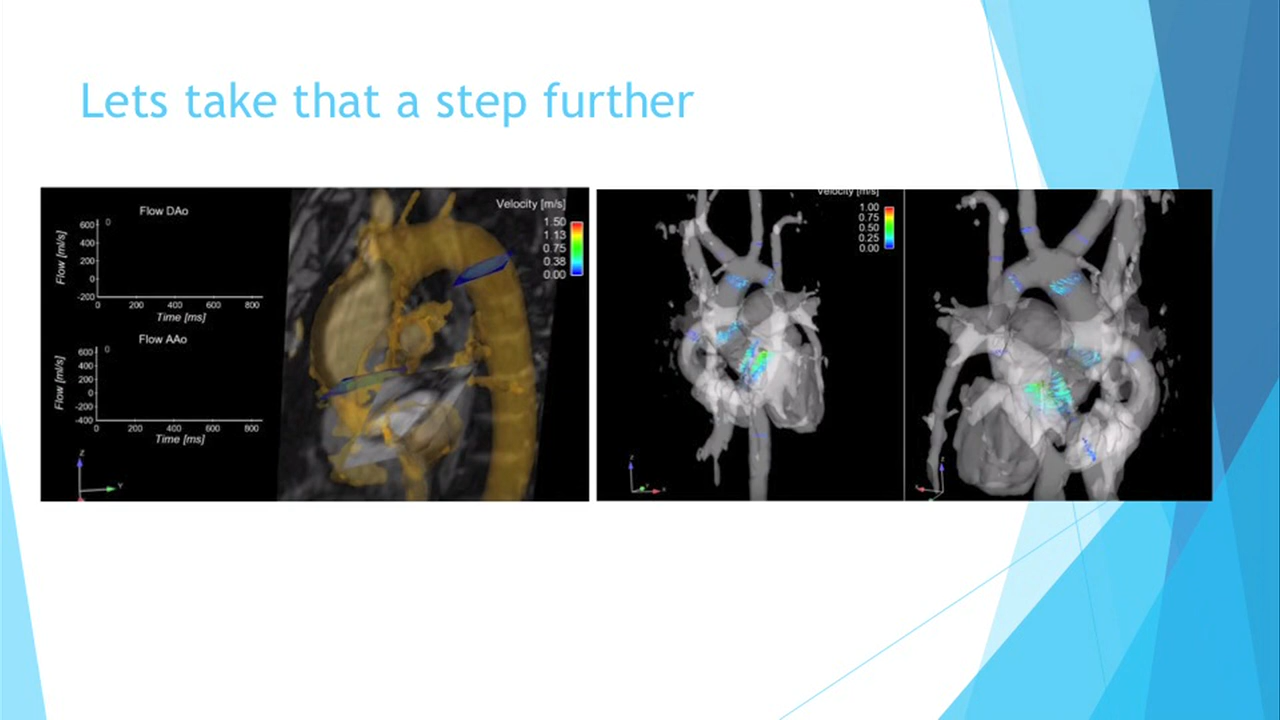 Lets take that a step further
Flow DAo
Flow [ml/s]
600
400
200
0
-200
0
0 200 400 600 800
Time [ms]
Flow AAo
Flow [ml/s]
600
400
200
0
-200
-400
0
0 200 400 600 800
Time [ms]
Z
Y
Velocity [m/s]
1.50
1.13
0.75
0.38
0.00
Velocity [m/s]
1.00
0.75
0.50
0.25
0.00